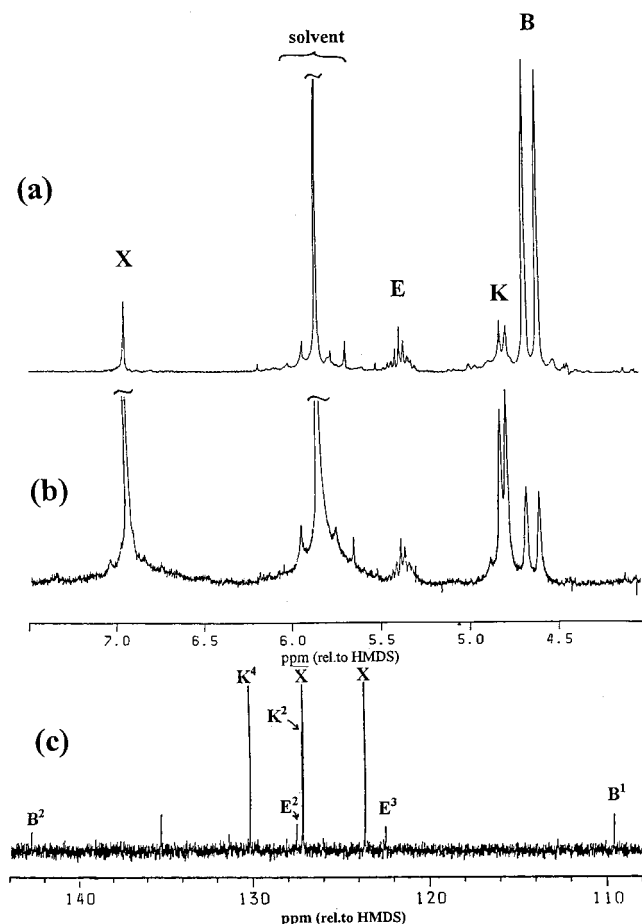 B
solvent
(a)
X
E
K
(b)
7.0 6.5 6.0 5.5 5.0 4.5
ppm (rel.to HMDS)
K⁴ X X
(c)
K²
B² E² E³ B¹
140 130 120 110
ppm (rel.to HMDS)